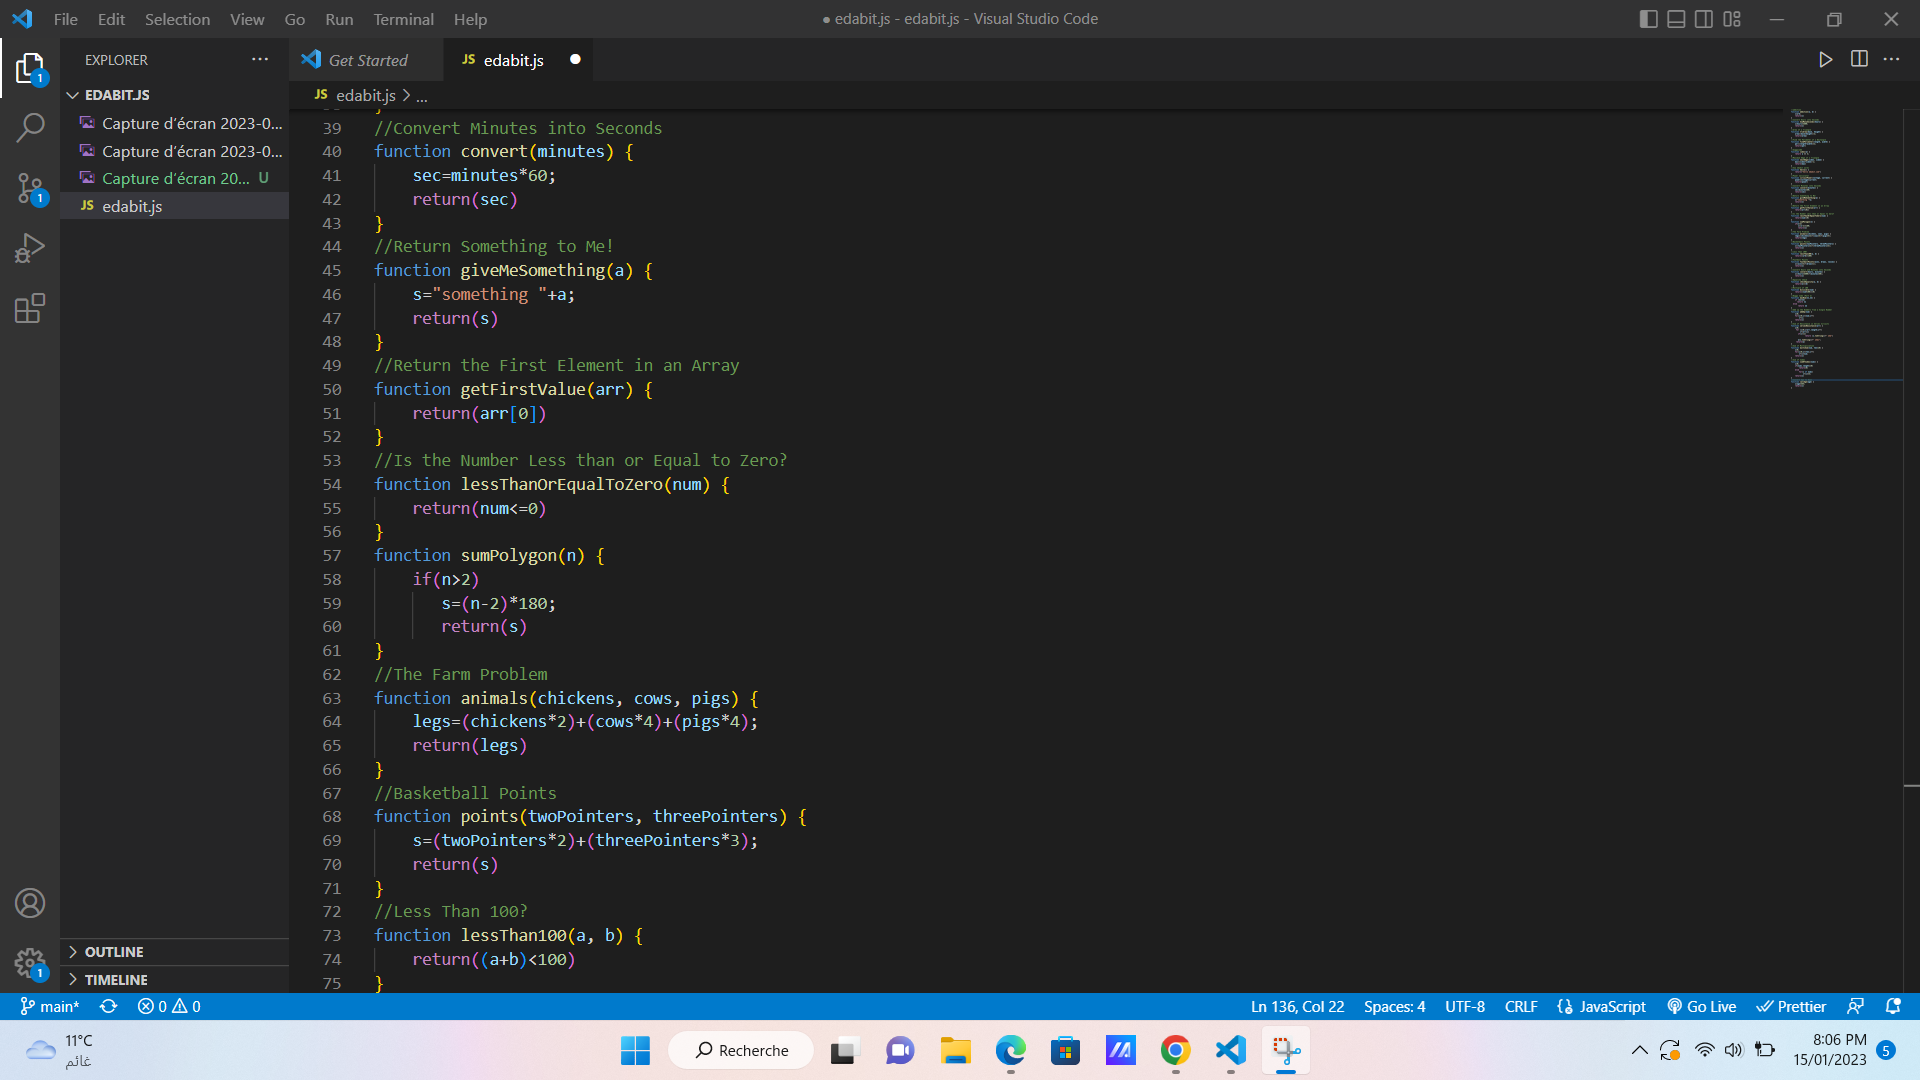 File Edit Selection View Go Run Terminal Help
● edabit.js - edabit.js - Visual Studio Code
EXPLORER
Get Started
JS edabit.js
EDABIT.JS
JS edabit.js > ...
Capture d'écran 2023-0...
Capture d'écran 2023-0...
Capture d'écran 20... U
JS edabit.js
39 //Convert Minutes into Seconds
40 function convert(minutes) {
41 sec=minutes*60;
42 return(sec)
43 }
44 //Return Something to Me!
45 function giveMeSomething(a) {
46 s="something "+a;
47 return(s)
48 }
49 //Return the First Element in an Array
50 function getFirstValue(arr) {
51 return(arr[0])
52 }
53 //Is the Number Less than or Equal to Zero?
54 function lessThanOrEqualToZero(num) {
55 return(num<=0)
56 }
57 function sumPolygon(n) {
58 if(n>2)
59 s=(n-2)*180;
60 return(s)
61 }
62 //The Farm Problem
63 function animals(chickens, cows, pigs) {
64 legs=(chickens*2)+(cows*4)+(pigs*4);
65 return(legs)
66 }
67 //Basketball Points
68 function points(twoPointers, threePointers) {
69 s=(twoPointers*2)+(threePointers*3);
70 return(s)
71 }
72 //Less Than 100?
73 function lessThan100(a, b) {
74 return((a+b)<100)
75 }
1
1
1
OUTLINE
TIMELINE
main* 0 0 Ln 136, Col 22 Spaces: 4 UTF-8 CRLF {} JavaScript Go Live Prettier
11°C
غائم
Recherche
8:06 PM
15/01/2023
5